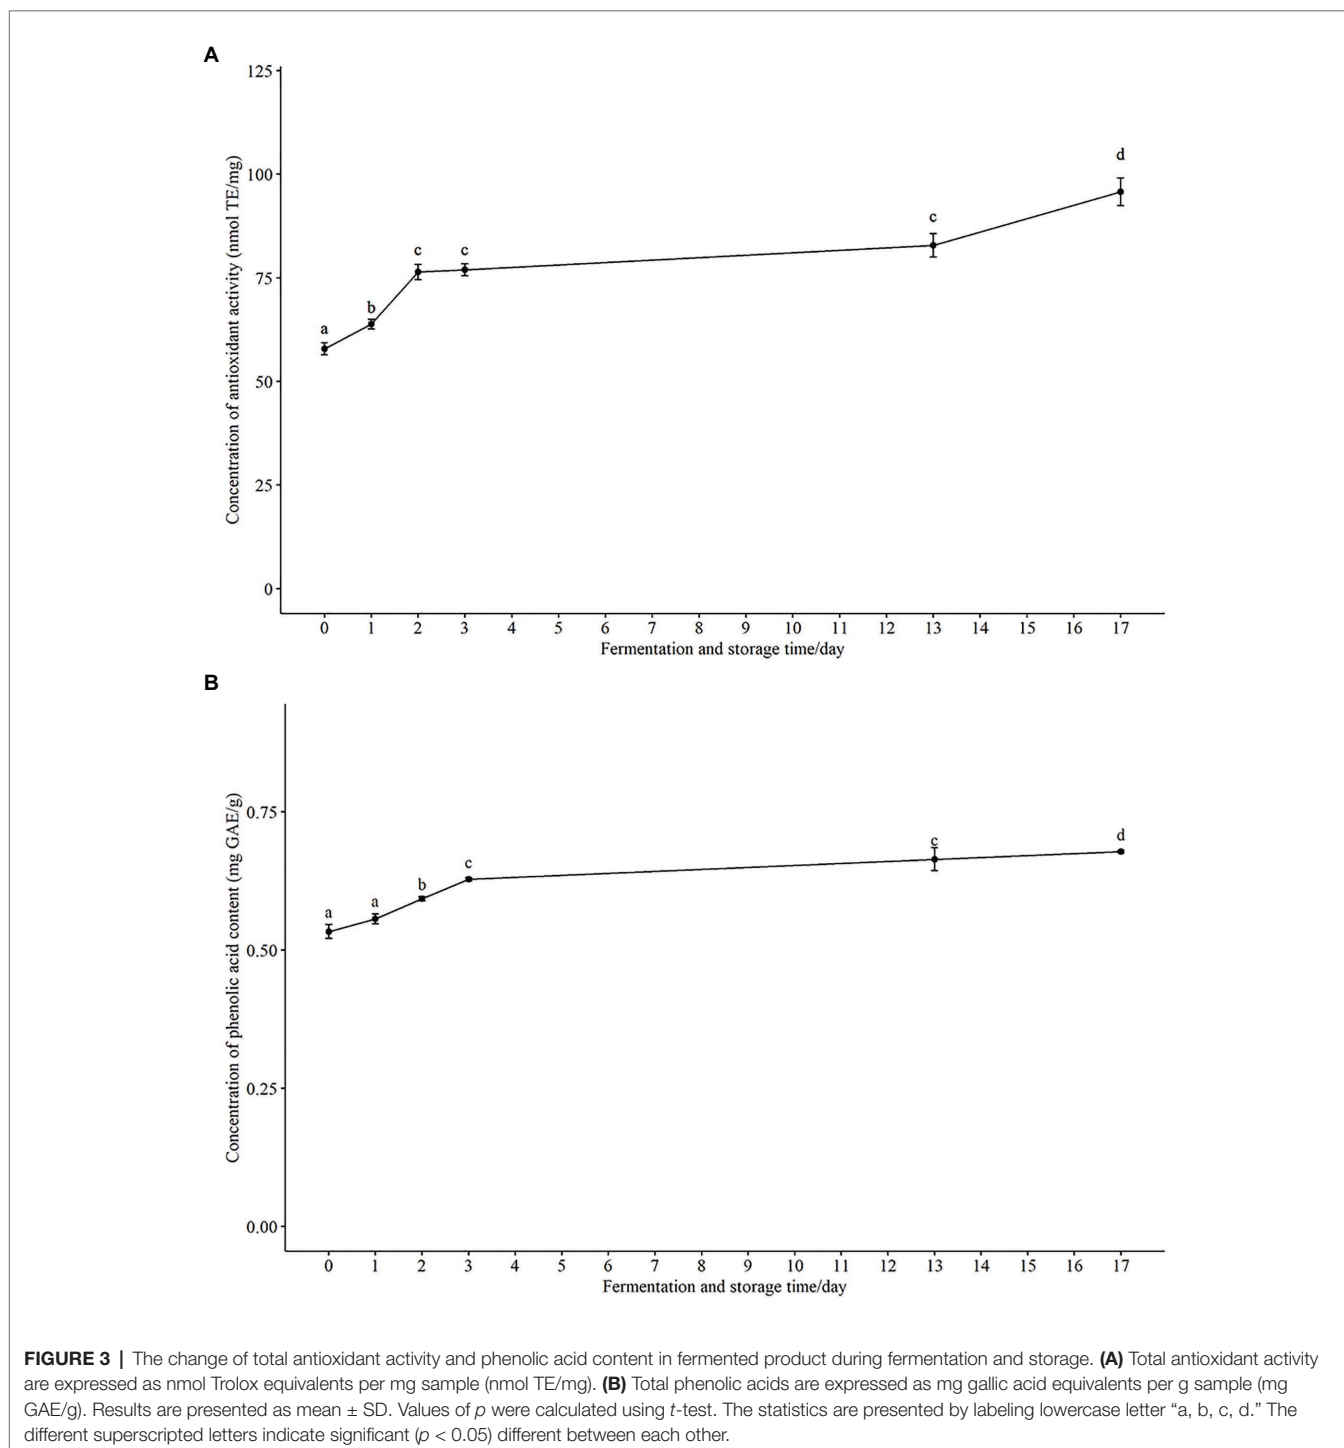 A
125
100
75
50
25
0
Concentration of antioxidant activity (nmol TE/mg)
a
b
c
c
c
d
0 1 2 3 4 5 6 7 8 9 10 11 12 13 14 15 16 17
Fermentation and storage time/day
B
0.75
0.50
0.25
0.00
Concentration of phenolic acid content (mg GAE/g)
a
a
b
c
c
d
0 1 2 3 4 5 6 7 8 9 10 11 12 13 14 15 16 17
Fermentation and storage time/day
FIGURE 3 | The change of total antioxidant activity and phenolic acid content in fermented product during fermentation and storage. (A) Total antioxidant activity
are expressed as nmol Trolox equivalents per mg sample (nmol TE/mg). (B) Total phenolic acids are expressed as mg gallic acid equivalents per g sample (mg
GAE/g). Results are presented as mean ± SD. Values of p were calculated using t-test. The statistics are presented by labeling lowercase letter “a, b, c, d.” The
different superscripted letters indicate significant (p < 0.05) different between each other.